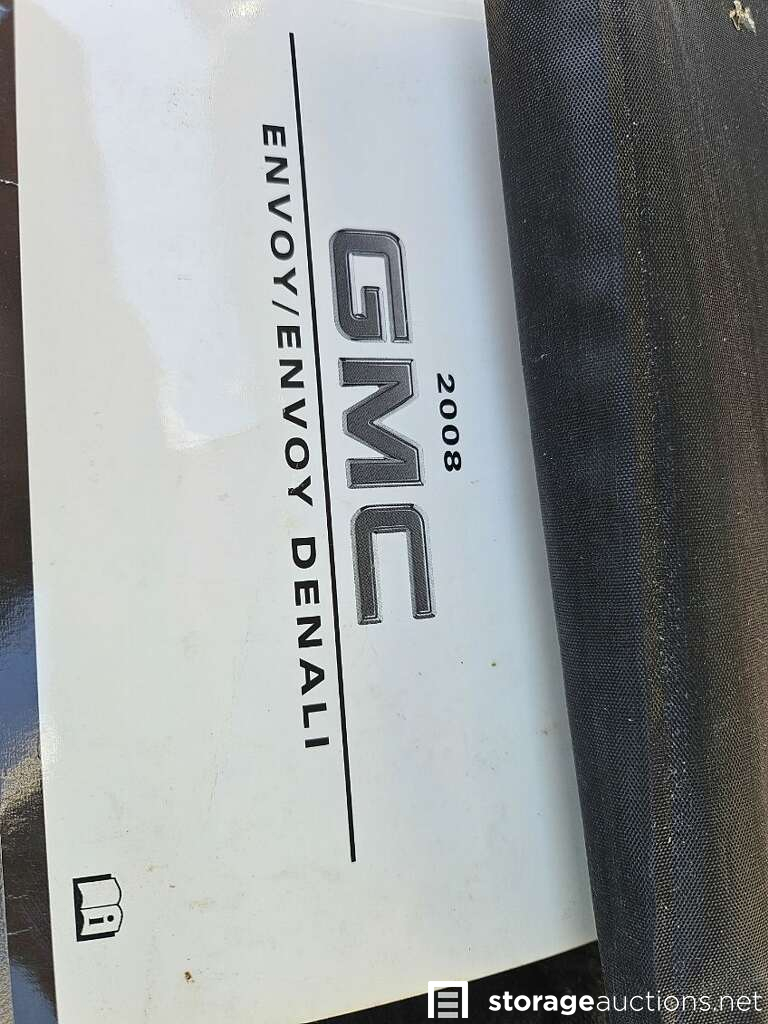 2008
GMC
ENVOY/ENVOY DENALI
i
storageauctions.net